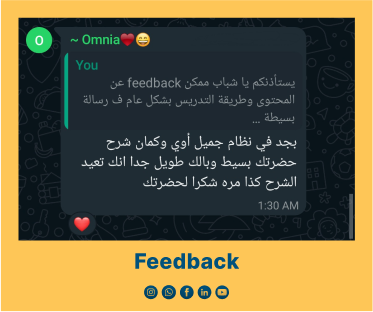 O
~ Omnia❤️😄
You
يستأذنكم يا شباب ممكن feedback عن
المحتوى وطريقة التدريس بشكل عام ف رسالة
بسيطة ...
بجد في نظام جميل أوي وكمان شرح
حضرتك بسيط وبالك طويل جدا انك تعيد
الشرح كذا مره شكرا لحضرتك
1:30 AM
❤️
Feedback